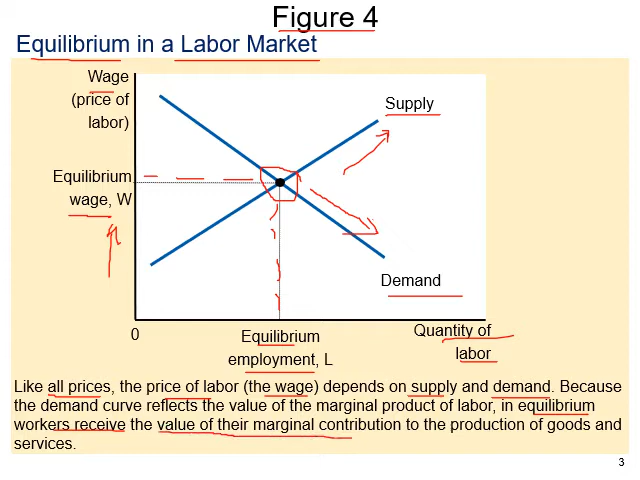 Figure 4
Equilibrium in a Labor Market
Wage
(price of
labor)
Supply
Equilibrium
wage, W
Demand
0
Equilibrium
employment, L
Quantity of
labor
Like all prices, the price of labor (the wage) depends on supply and demand. Because
the demand curve reflects the value of the marginal product of labor, in equilibrium
workers receive the value of their marginal contribution to the production of goods and
services.
3